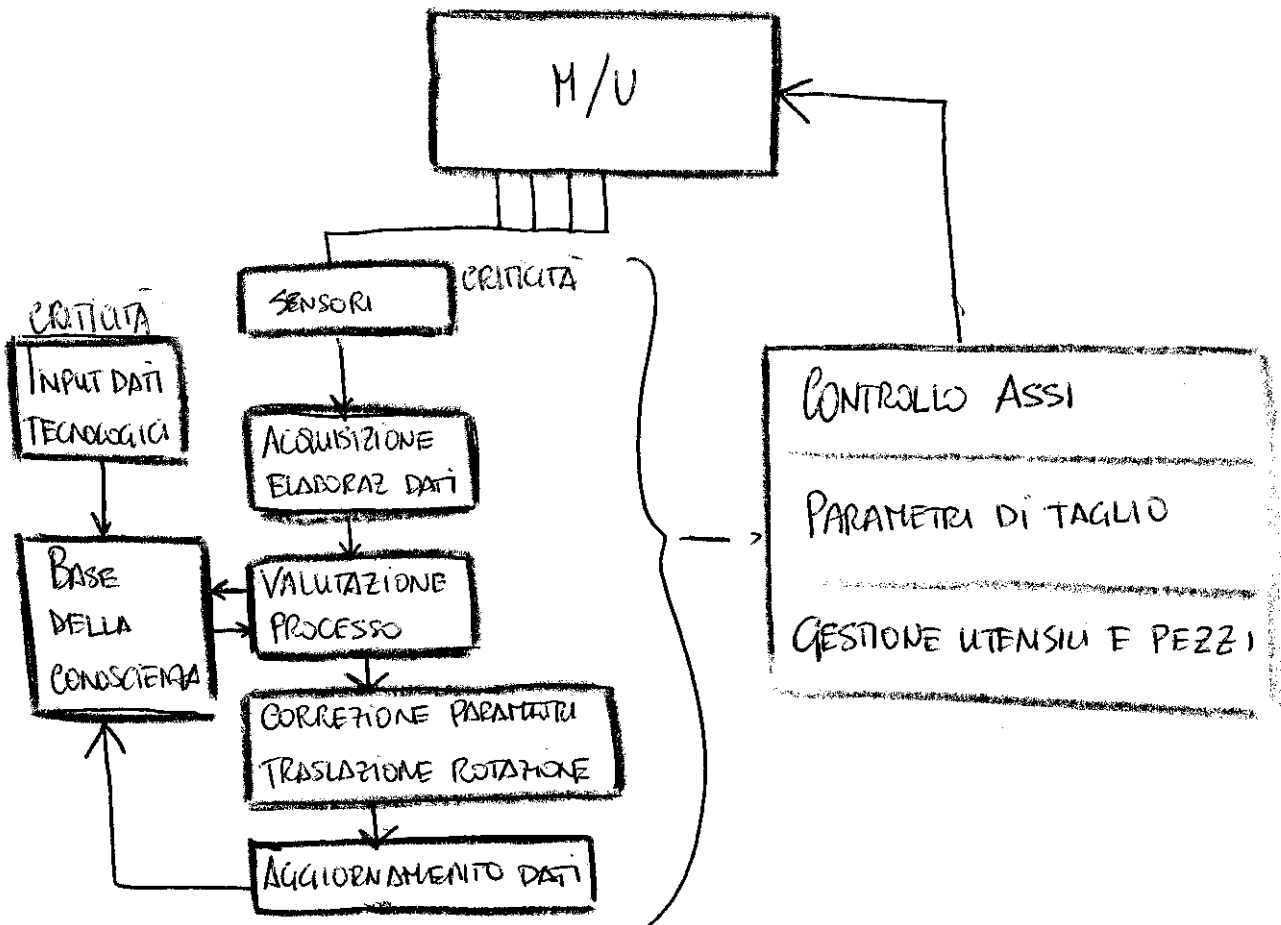 M/U
SENSORI
CRITICITÀ
CRITICITÀ
INPUT DATI
TECNOLOGICI
ACQUISIZIONE
ELABORAZ DATI
BASE
DELLA
CONOSCIENZA
VALUTAZIONE
PROCESSO
CORREZIONE PARAMETRI
TRASLAZIONE ROTAZIONE
AGGIORNAMENTO DATI
CONTROLLO ASSI
PARAMETRI DI TAGLIO
GESTIONE UTENSILI E PEZZI